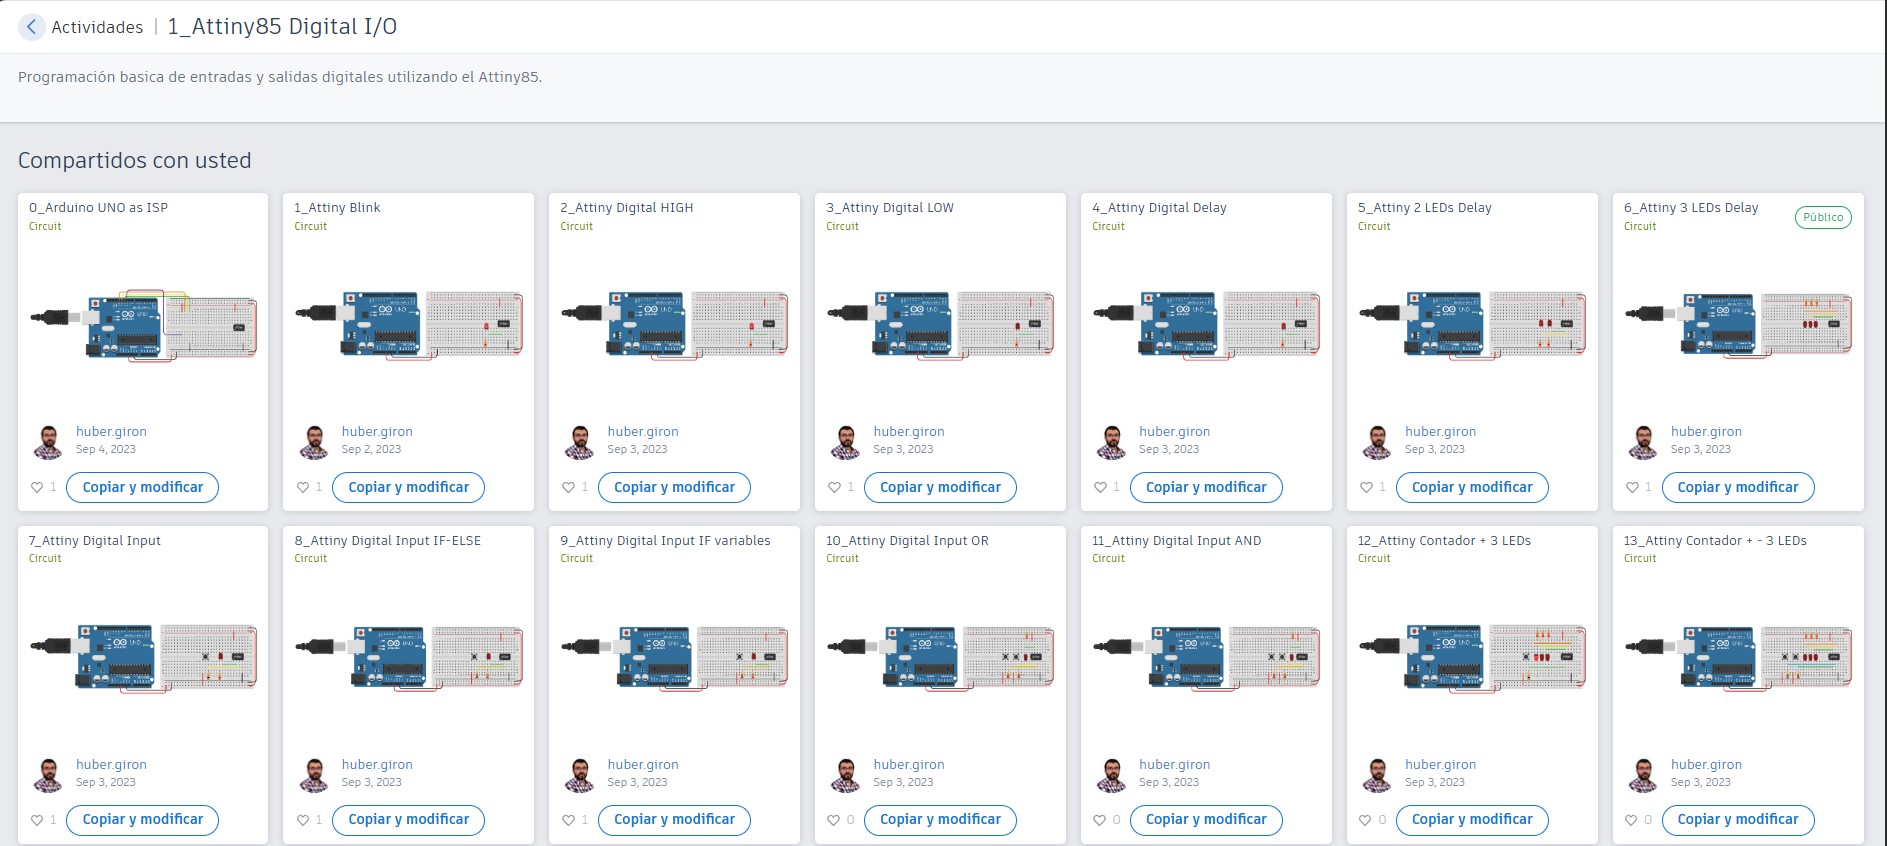 Actividades | 1_Attiny85 Digital I/O
Programación basica de entradas y salidas digitales utilizando el Attiny85.
Compartidos con usted
0_Arduino UNO as ISP
Circuit
huber.giron
Sep 4, 2023
1 Copiar y modificar
1_Attiny Blink
Circuit
huber.giron
Sep 2, 2023
1 Copiar y modificar
2_Attiny Digital HIGH
Circuit
huber.giron
Sep 3, 2023
1 Copiar y modificar
3_Attiny Digital LOW
Circuit
huber.giron
Sep 3, 2023
1 Copiar y modificar
4_Attiny Digital Delay
Circuit
huber.giron
Sep 3, 2023
1 Copiar y modificar
5_Attiny 2 LEDs Delay
Circuit
huber.giron
Sep 3, 2023
1 Copiar y modificar
6_Attiny 3 LEDs Delay
Público
Circuit
huber.giron
Sep 3, 2023
1 Copiar y modificar
7_Attiny Digital Input
Circuit
huber.giron
Sep 3, 2023
1 Copiar y modificar
8_Attiny Digital Input IF-ELSE
Circuit
huber.giron
Sep 3, 2023
1 Copiar y modificar
9_Attiny Digital Input IF variables
Circuit
huber.giron
Sep 3, 2023
1 Copiar y modificar
10_Attiny Digital Input OR
Circuit
huber.giron
Sep 3, 2023
0 Copiar y modificar
11_Attiny Digital Input AND
Circuit
huber.giron
Sep 3, 2023
0 Copiar y modificar
12_Attiny Contador + 3 LEDs
Circuit
huber.giron
Sep 3, 2023
0 Copiar y modificar
13_Attiny Contador + - 3 LEDs
Circuit
huber.giron
Sep 3, 2023
0 Copiar y modificar